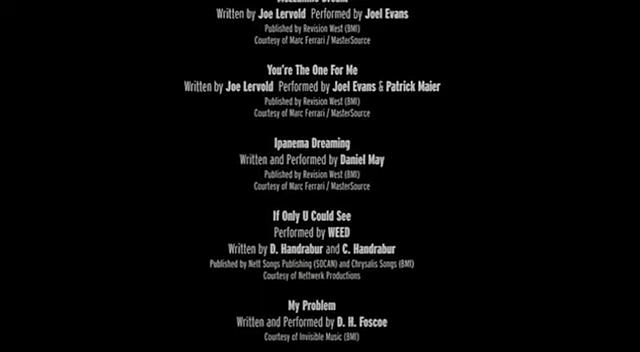 Written by Joe Lervold Performed by Joel Evans
Published by Revision West (BMI)
Courtesy of Marc Ferrari / MasterSource
You're The One For Me
Written by Joe Lervold Performed by Joel Evans & Patrick Maier
Published by Revision West (BMI)
Courtesy of Marc Ferrari / MasterSource
Ipanema Dreaming
Written and Performed by Daniel May
Published by Revision West (BMI)
Courtesy of Marc Ferrari / MasterSource
If Only U Could See
Performed by WEED
Written by D. Handrabur and C. Handrabur
Published by Nett Songs Publishing (SOCAN) and Chrysalis Songs (BMI)
Courtesy of Nettwerk Productions
My Problem
Written and Performed by D. H. Foscoe
Courtesy of Invisible Music (BMI)